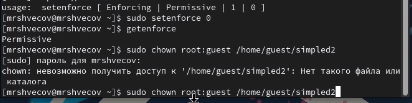 usage:  setenforce [ Enforcing | Permissive | 1 | 0 ]
[mrshvecov@mrshvecov ~]$ sudo setenforce 0
[mrshvecov@mrshvecov ~]$ getenforce
Permissive
[mrshvecov@mrshvecov ~]$ sudo chown root:guest /home/guest/simpled2
[sudo] пароль для mrshvecov:
chown: невозможно получить доступ к '/home/guest/simpled2': Нет такого файла или
каталога
[mrshvecov@mrshvecov ~]$ sudo chown root:guest /home/guest/simpled2